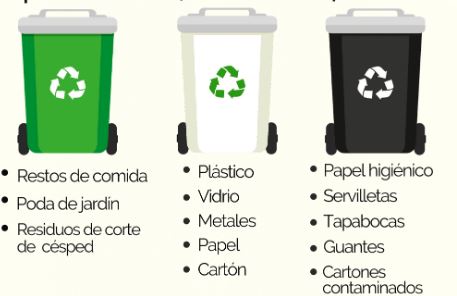 • Restos de comida
• Poda de jardín
• Residuos de corte
de césped
• Plástico
• Vidrio
• Metales
• Papel
• Cartón
• Papel higiénico
• Servilletas
• Tapabocas
• Guantes
• Cartones
contaminados